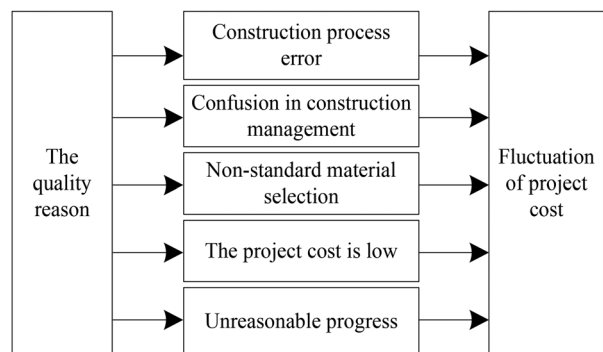 Construction process
error
Confusion in construction
management
The
quality
reason
Non-standard material
selection
Fluctuation
of project
cost
The project cost is low
Unreasonable progress